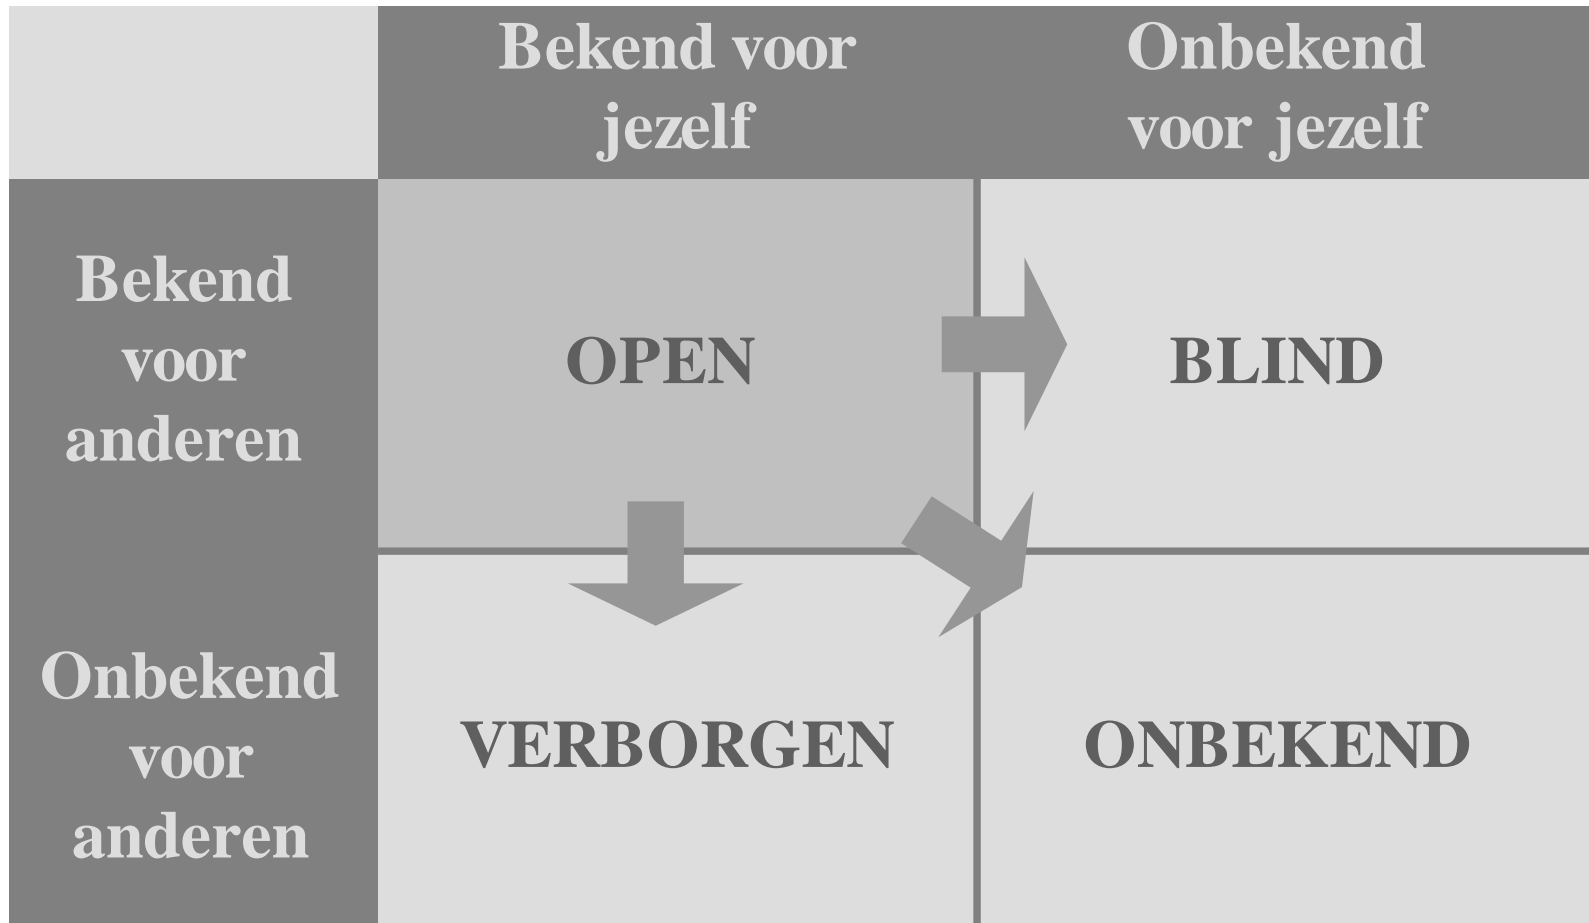 Bekend voor
jezelf
Onbekend
voor jezelf
Bekend
voor
anderen
OPEN
BLIND
Onbekend
voor
anderen
VERBORGEN
ONBEKEND